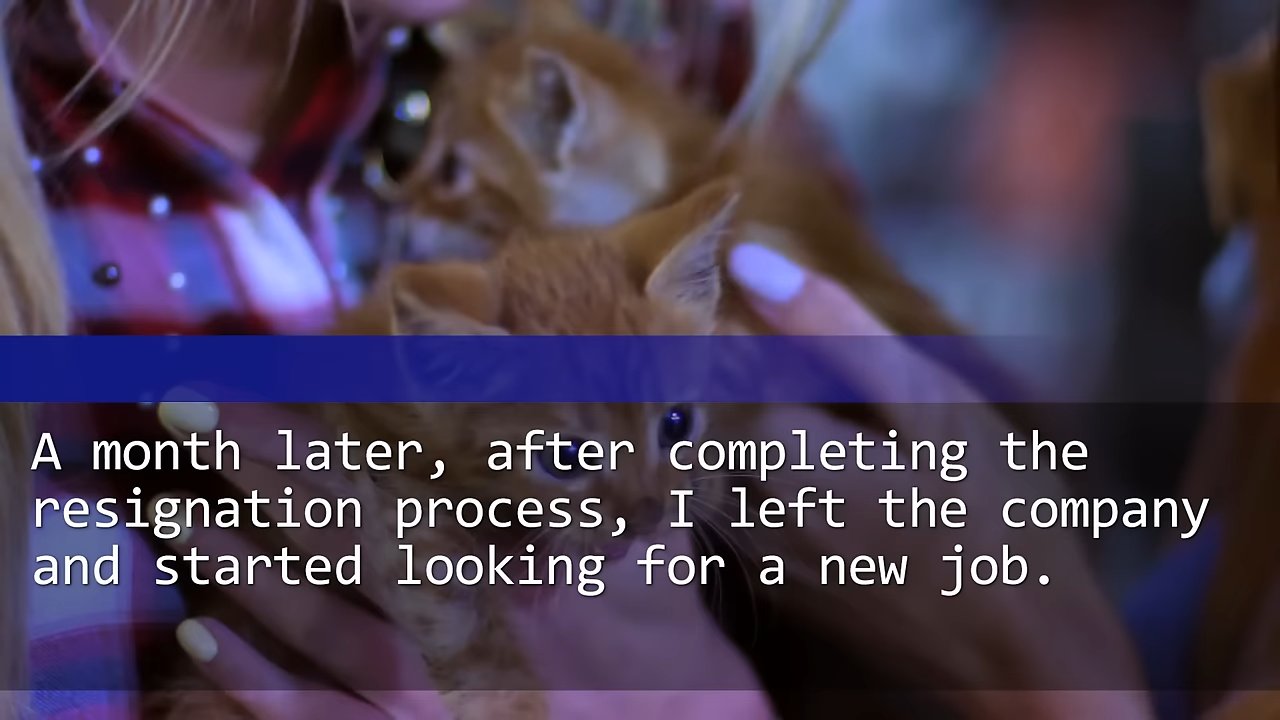 A month later, after completing the
resignation process, I left the company
and started looking for a new job.